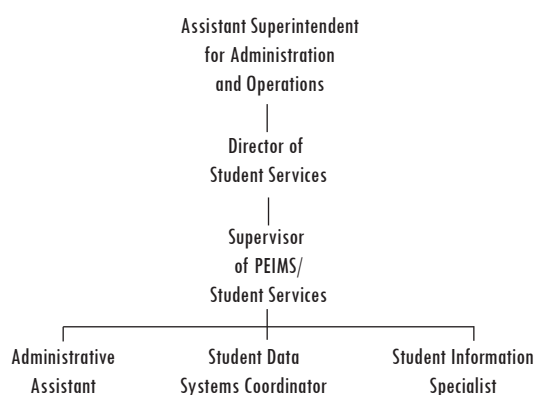 Assistant Superintendent
for Administration
and Operations
Director of
Student Services
Supervisor
of PEIMS/
Student Services
Administrative
Assistant
Student Data
Systems Coordinator
Student Information
Specialist